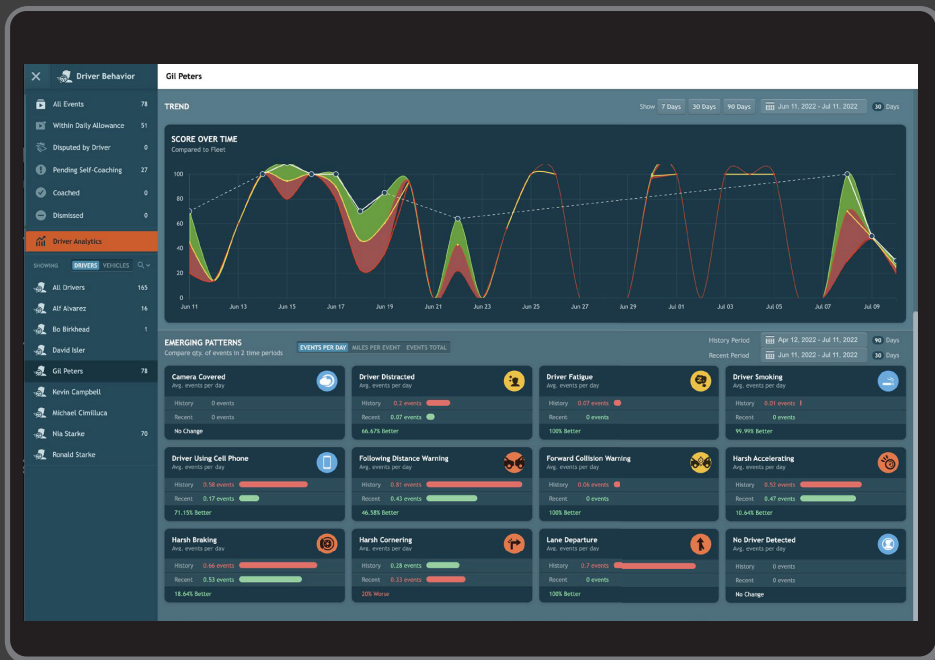 Driver Behavior
Gil Peters
All Events 78
Within Daily Allowance 51
Disputed by Driver 0
Pending Self-Coaching 27
Coached 0
Dismissed 0
Driver Analytics
SHOWING DRIVERS VEHICLES
All Drivers 165
Alf Alvarez 16
Bo Birkhead 1
David Isler
Gil Peters 78
Kevin Campbell
Michael Cimilluca
Nia Starke 70
Ronald Starke
TREND
Show 7 Days 30 Days 90 Days Jun 11, 2022 - Jul 11, 2022 30 Days
SCORE OVER TIME
Compared to Fleet
100
80
60
40
20
0
Jun 11 Jun 13 Jun 15 Jun 17 Jun 19 Jun 21 Jun 23 Jun 25 Jun 27 Jun 29 Jul 01 Jul 03 Jul 05 Jul 07 Jul 09
EMERGING PATTERNS
Compare qty. of events in 2 time periods
EVENTS PER DAY MILES PER EVENT EVENTS TOTAL
History Period Apr 12, 2022 - Jul 11, 2022 90 Days
Recent Period Jun 11, 2022 - Jul 11, 2022 30 Days
Camera Covered
Avg. events per day
History 0 events
Recent 0 events
No Change
Driver Distracted
Avg. events per day
History 0.2 events
Recent 0.07 events
66.67% Better
Driver Fatigue
Avg. events per day
History 0.07 events
Recent 0 events
100% Better
Driver Smoking
Avg. events per day
History 0.01 events
Recent 0 events
99.99% Better
Driver Using Cell Phone
Avg. events per day
History 0.58 events
Recent 0.17 events
71.15% Better
Following Distance Warning
Avg. events per day
History 0.81 events
Recent 0.43 events
46.58% Better
Forward Collision Warning
Avg. events per day
History 0.06 events
Recent 0 events
100% Better
Harsh Accelerating
Avg. events per day
History 0.52 events
Recent 0.47 events
10.64% Better
Harsh Braking
Avg. events per day
History 0.66 events
Recent 0.53 events
18.64% Better
Harsh Cornering
Avg. events per day
History 0.28 events
Recent 0.33 events
20% Worse
Lane Departure
Avg. events per day
History 0.7 events
Recent 0 events
100% Better
No Driver Detected
Avg. events per day
History 0 events
Recent 0 events
No Change